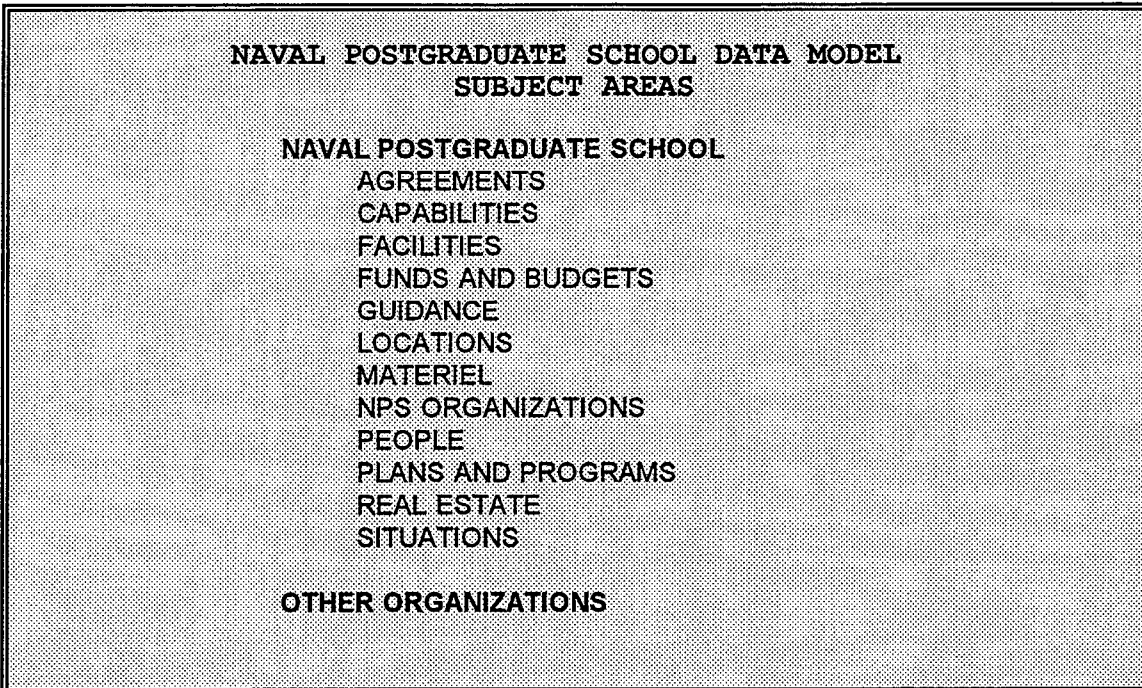 NAVAL POSTGRADUATE SCHOOL DATA MODEL
SUBJECT AREAS
NAVAL POSTGRADUATE SCHOOL
AGREEMENTS
CAPABILITIES
FACILITIES
FUNDS AND BUDGETS
GUIDANCE
LOCATIONS
MATERIEL
NPS ORGANIZATIONS
PEOPLE
PLANS AND PROGRAMS
REAL ESTATE
SITUATIONS
OTHER ORGANIZATIONS